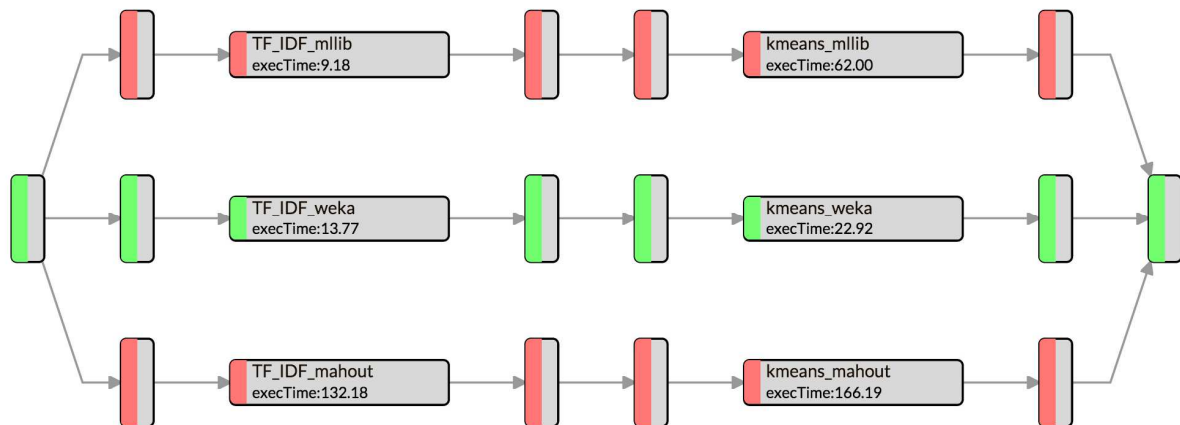 TF_IDF_mllib
execTime:9.18
kmeans_mllib
execTime:62.00
TF_IDF_weka
execTime:13.77
kmeans_weka
execTime:22.92
TF_IDF_mahout
execTime:132.18
kmeans_mahout
execTime:166.19